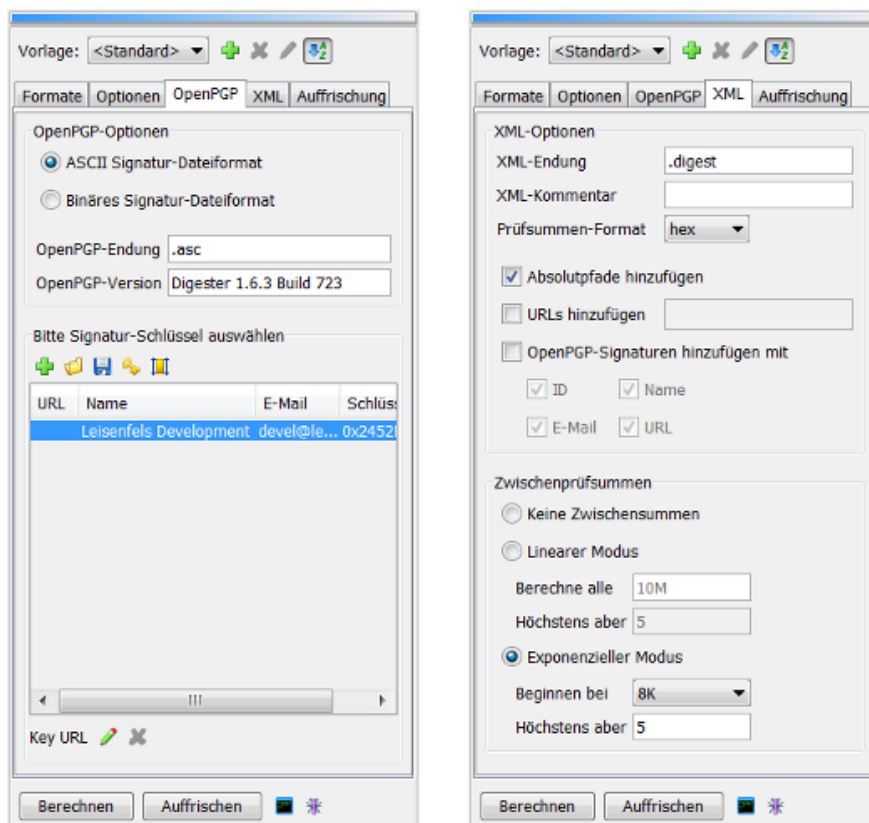 Vorlage: <Standard>
Formate Optionen OpenPGP XML Auffrischung
OpenPGP-Optionen
ASCII Signatur-Dateiformat
Binäres Signatur-Dateiformat
OpenPGP-Endung .asc
OpenPGP-Version Digester 1.6.3 Build 723
Bitte Signatur-Schlüssel auswählen
URL Name E-Mail Schlüs
Leisenfels Development devel@le... 0x2452
Key URL
Berechnen Auffrischen
Vorlage: <Standard>
Formate Optionen OpenPGP XML Auffrischung
XML-Optionen
XML-Endung .digest
XML-Kommentar
Prüfsummen-Format hex
Absolutpfade hinzufügen
URLs hinzufügen
OpenPGP-Signaturen hinzufügen mit
ID Name
E-Mail URL
Zwischenprüfsummen
Keine Zwischensummen
Linearer Modus
Berechne alle 10M
Höchstens aber 5
Exponenzieller Modus
Beginnen bei 8K
Höchstens aber 5
Berechnen Auffrischen